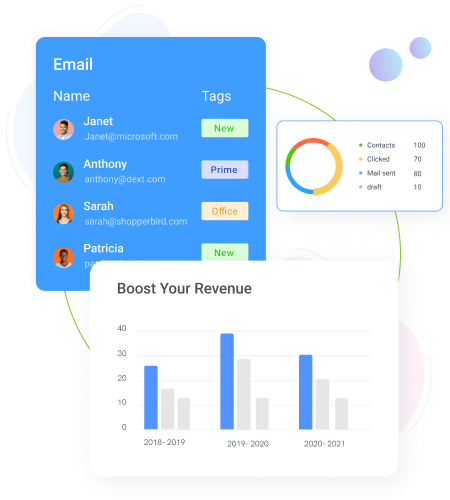 Email
Name Tags
Janet
Janet@microsoft.com
New
Anthony
anthony@dext.com
Prime
Sarah
sarah@shopperbird.com
Office
Patricia
New
Contacts 100
Clicked 70
Mail sent 80
draft 10
Boost Your Revenue
40
30
20
10
0
2018- 2019 2019- 2020 2020- 2021